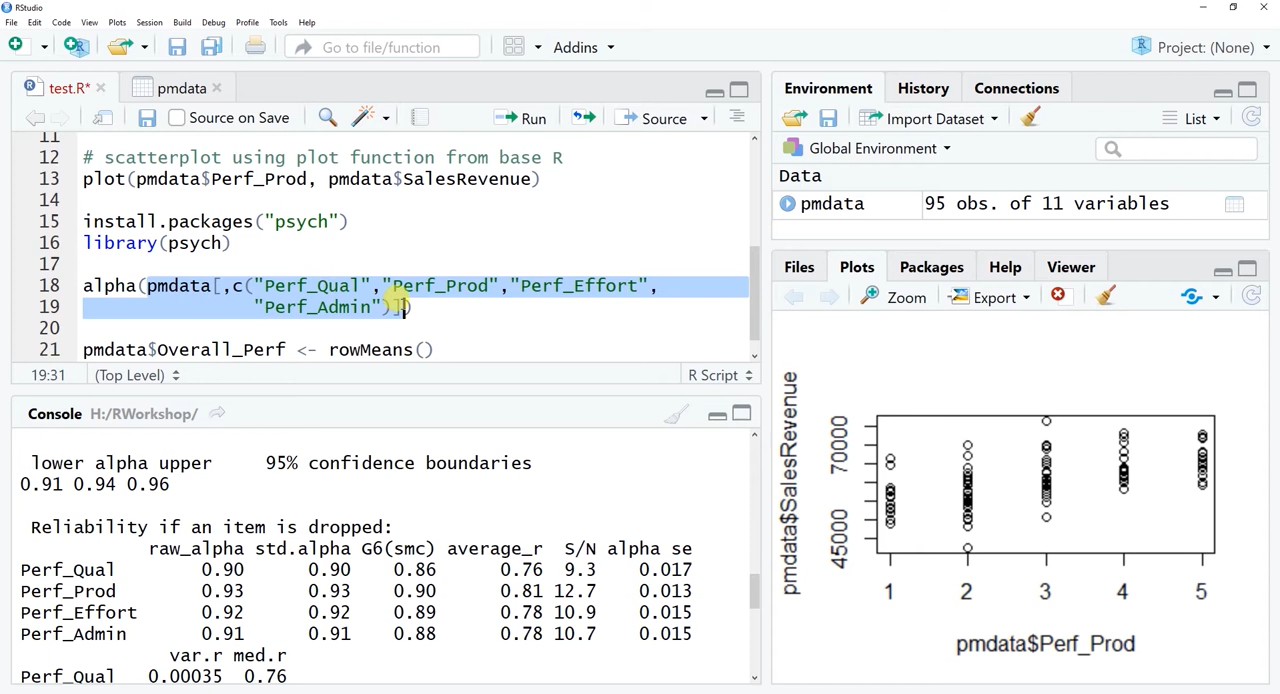 RStudio
File Edit Code View Plots Session Build Debug Profile Tools Help
Go to file/function
Addins
Project: (None)
test.R*
pmdata
Source on Save
Run
Source
11
12 # scatterplot using plot function from base R
13 plot(pmdata$Perf_Prod, pmdata$SalesRevenue)
14
15 install.packages("psych")
16 library(psych)
17
18 alpha(pmdata[,c("Perf_Qual","Perf_Prod","Perf_Effort",
19 "Perf_Admin")])
20
21 pmdata$Overall_Perf <- rowMeans()
19:31 (Top Level) R Script
Console H:/RWorkshop/
lower alpha upper 95% confidence boundaries
0.91 0.94 0.96
Reliability if an item is dropped:
raw_alpha std.alpha G6(smc) average_r S/N alpha se
Perf_Qual 0.90 0.90 0.86 0.76 9.3 0.017
Perf_Prod 0.93 0.93 0.90 0.81 12.7 0.013
Perf_Effort 0.92 0.92 0.89 0.78 10.9 0.015
Perf_Admin 0.91 0.91 0.88 0.78 10.7 0.015
var.r med.r
Perf_Qual 0.00035 0.76
Environment History Connections
Import Dataset
List
Global Environment
Data
pmdata 95 obs. of 11 variables
Files Plots Packages Help Viewer
Zoom Export
pmdata$SalesRevenue
70000
45000
1 2 3 4 5
pmdata$Perf_Prod